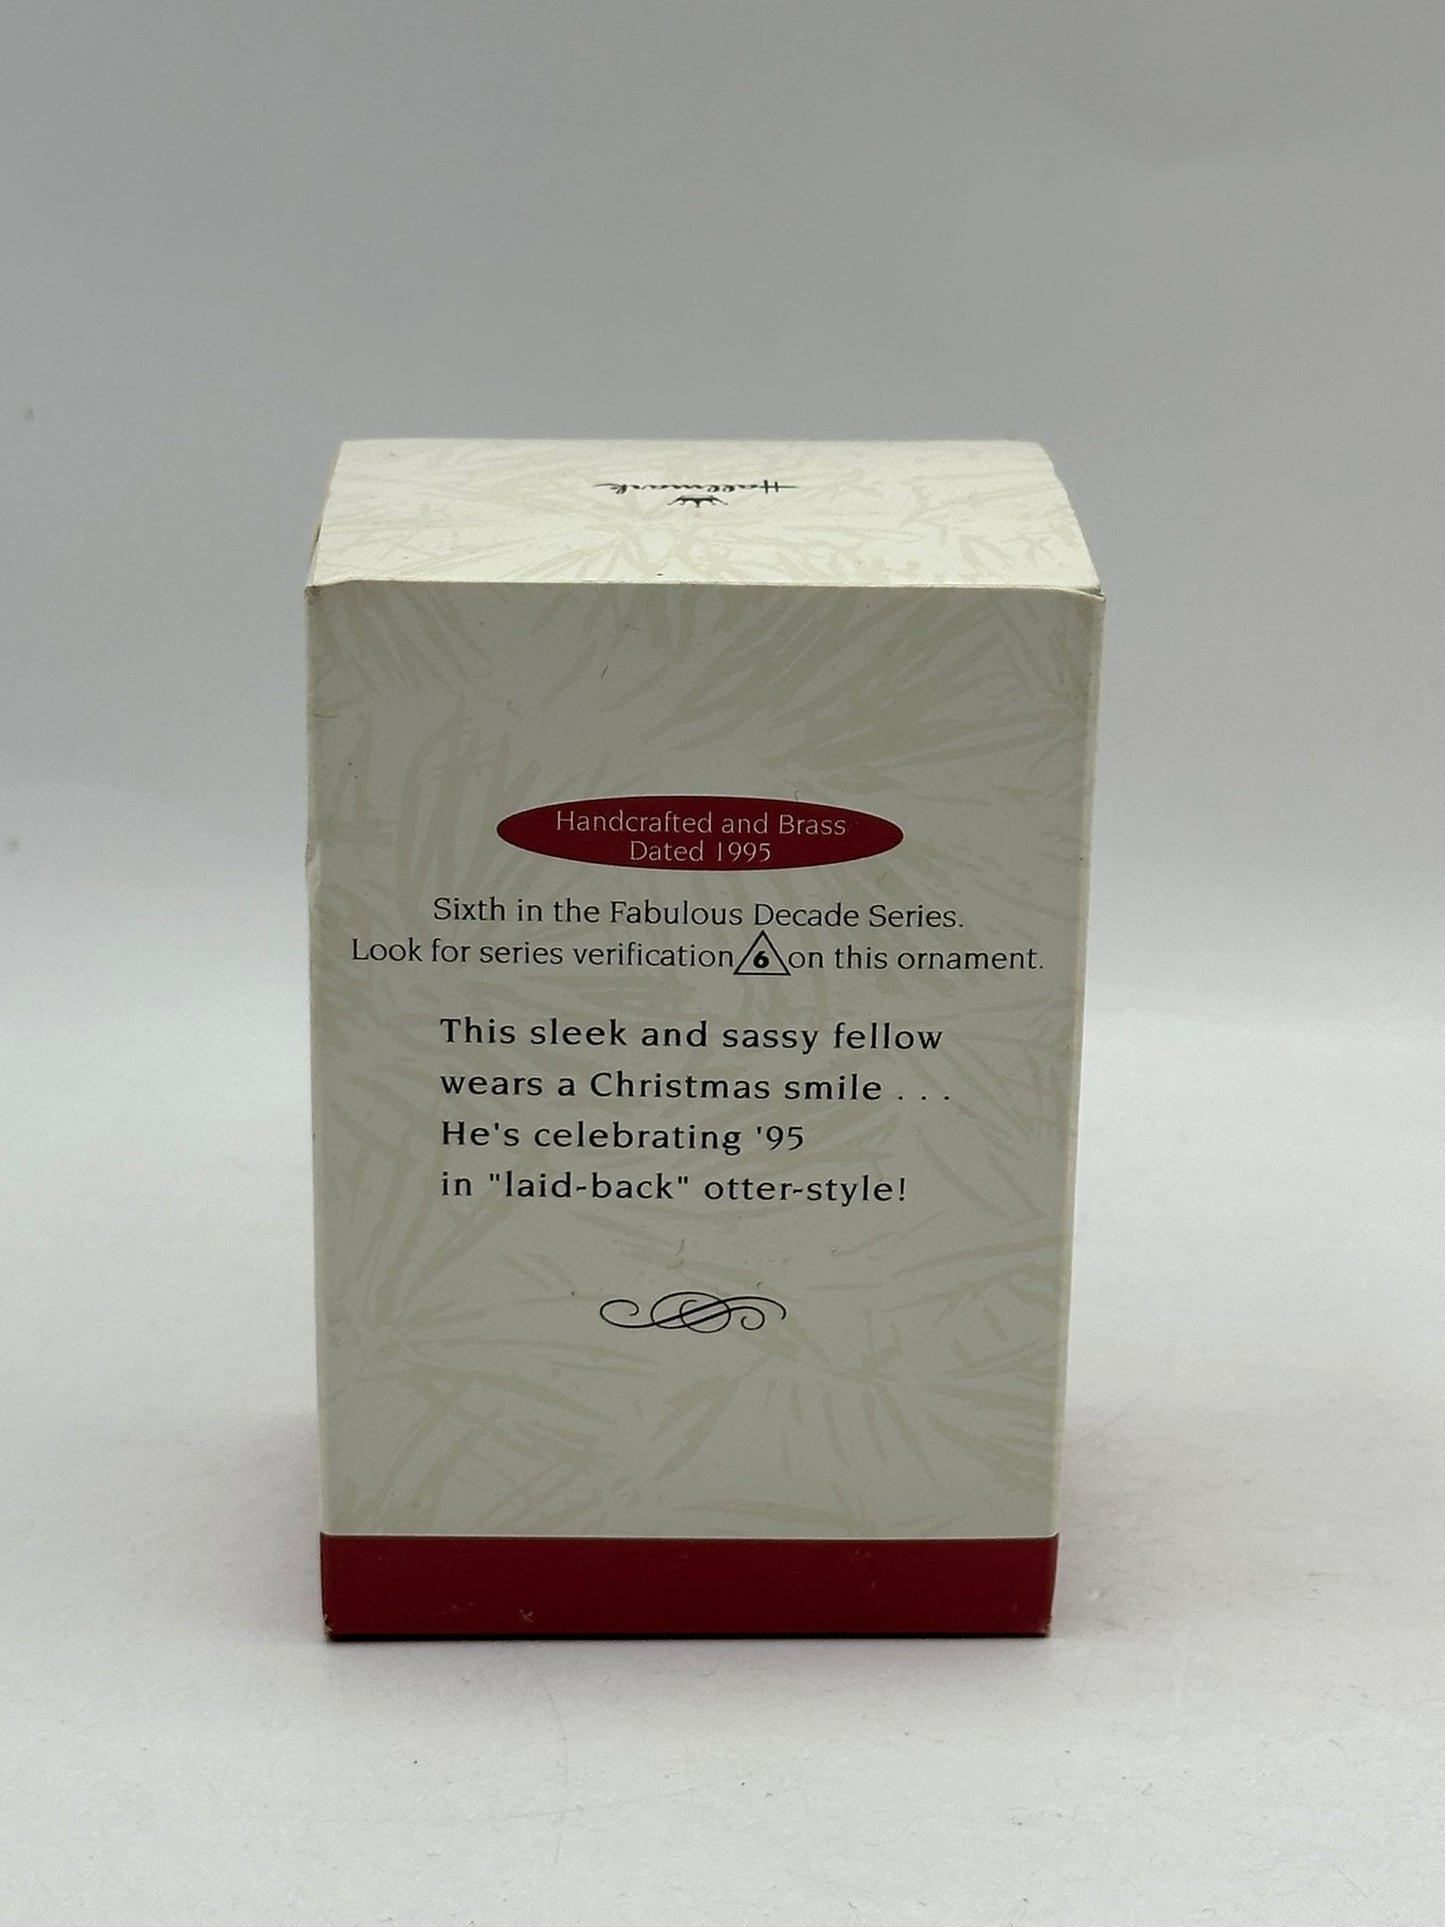 Hallmark
Handcrafted and Brass
Dated 1995
Sixth in the Fabulous Decade Series.
Look for series verification 6 on this ornament.
This sleek and sassy fellow
wears a Christmas smile . . .
He's celebrating '95
in "laid-back" otter-style!